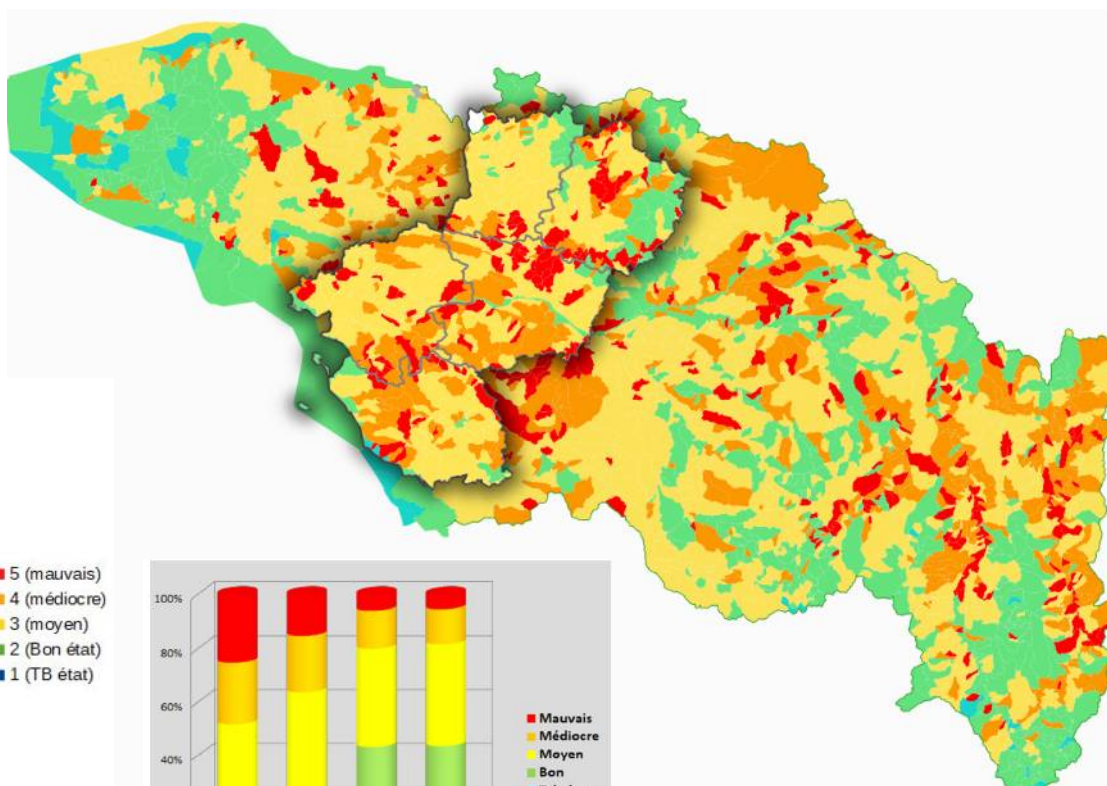 5 (mauvais)
4 (médiocre)
3 (moyen)
2 (Bon état)
1 (TB état)
100%
80%
60%
40%
Mauvais
Médiocre
Moyen
Bon